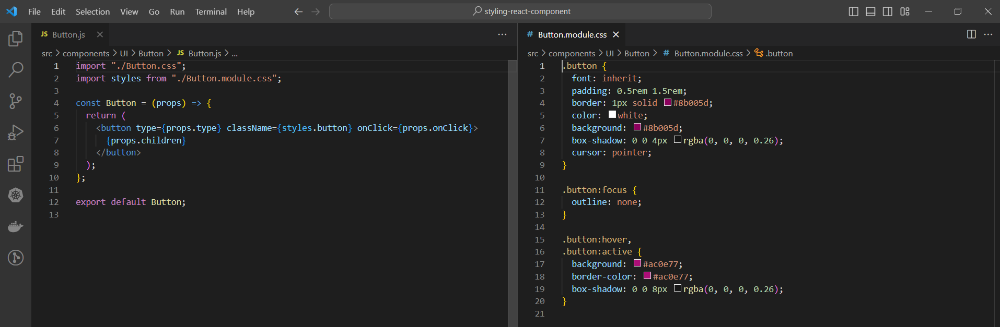 File Edit Selection View Go Run Terminal Help
styling-react-component
JS Button.js
src > components > UI > Button > JS Button.js > ...
1 import "./Button.css";
2 import styles from "./Button.module.css";
3
4 const Button = (props) => {
5 return (
6 <button type={props.type} className={styles.button} onClick={props.onClick}>
7 {props.children}
8 </button>
9 );
10 };
11
12 export default Button;
13
# Button.module.css
src > components > UI > Button > # Button.module.css > .button
1 .button {
2 font: inherit;
3 padding: 0.5rem 1.5rem;
4 border: 1px solid #8b005d;
5 color: white;
6 background: #8b005d;
7 box-shadow: 0 0 4px rgba(0, 0, 0, 0.26);
8 cursor: pointer;
9 }
10
11 .button:focus {
12 outline: none;
13 }
14
15 .button:hover,
16 .button:active {
17 background: #ac0e77;
18 border-color: #ac0e77;
19 box-shadow: 0 0 8px rgba(0, 0, 0, 0.26);
20 }
21